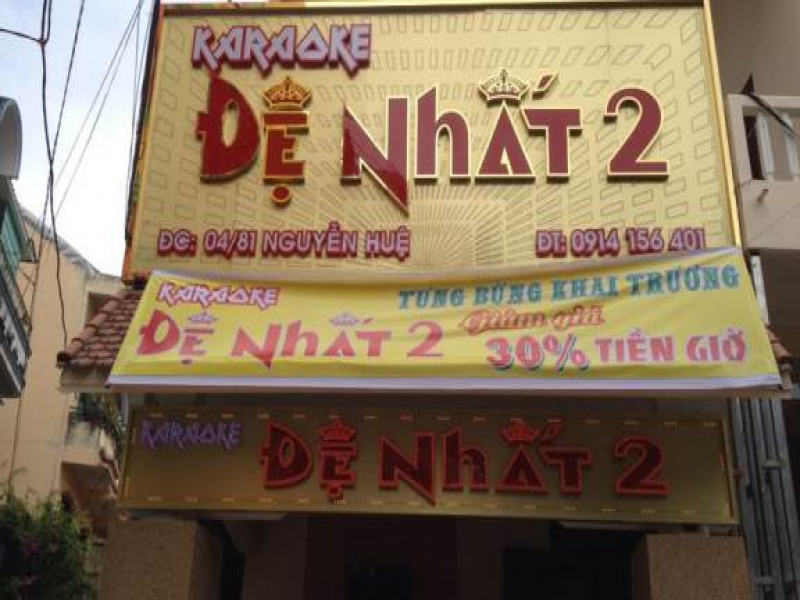 KARAOKE
ĐỆ NHẤT 2
ĐC: 04/81 NGUYỄN HUỆ ĐT: 0914 156 401
KARAOKE TƯNG BỪNG KHAI TRƯƠNG
ĐỆ NHẤT 2 Giảm giá
30% TIỀN GIỜ
KARAOKE ĐỆ NHẤT 2